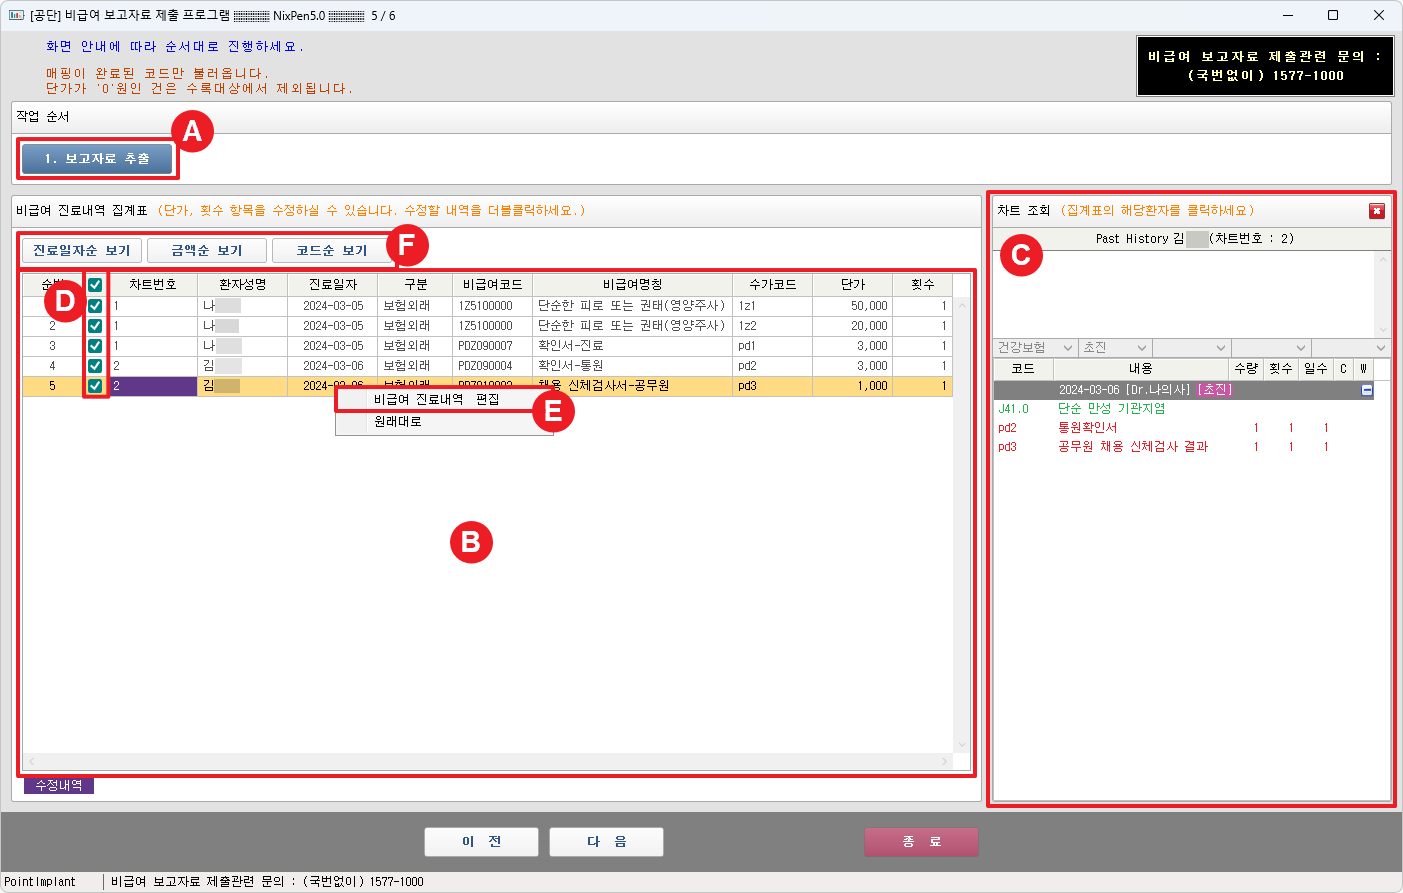 [공단] 비급여 보고자료 제출 프로그램 ▒▒▒▒ NixPen5.0 ▒▒▒▒ 5 / 6
화면 안내에 따라 순서대로 진행하세요.
매핑이 완료된 코드만 불러옵니다.
단가가 '0'원인 건은 수록대상에서 제외됩니다.
비급여 보고자료 제출관련 문의 :
(국번없이) 1577-1000
작업 순서
A
1. 보고자료 추출
비급여 진료내역 집계표 (단가, 횟수 항목을 수정하실 수 있습니다. 수정할 내역을 더블클릭하세요.)
진료일자순 보기 금액순 보기 코드순 보기 F
D
차트번호 환자성명 진료일자 구분 비급여코드 비급여명칭 수가코드 단가 횟수
1 나 2024-03-05 보험외래 1Z5100000 단순한 피로 또는 권태(영양주사) 1z1 50,000 1
2 1 나 2024-03-05 보험외래 1Z5100000 단순한 피로 또는 권태(영양주사) 1z2 20,000 1
3 1 나 2024-03-05 보험외래 PDZ090007 확인서-진료 pd1 3,000 1
4 2 김 2024-03-06 보험외래 PDZ090004 확인서-통원 pd2 3,000 1
5 2 김 2024-03-06 보험외래 채용 신체검사서-공무원 pd3 1,000 1
비급여 진료내역 편집 E
원래대로
B
수정내역
차트 조회 (집계표의 해당환자를 클릭하세요)
Past History 김 (차트번호 : 2)
C
건강보험 초진
코드 내용 수량 횟수 일수 C W
2024-03-06 [Dr.나의사] [초진]
J41.0 단순 만성 기관지염
pd2 통원확인서 1 1 1
pd3 공무원 채용 신체검사 결과 1 1 1
이 전 다 음 종 료
PointImplant 비급여 보고자료 제출관련 문의 : (국번없이) 1577-1000